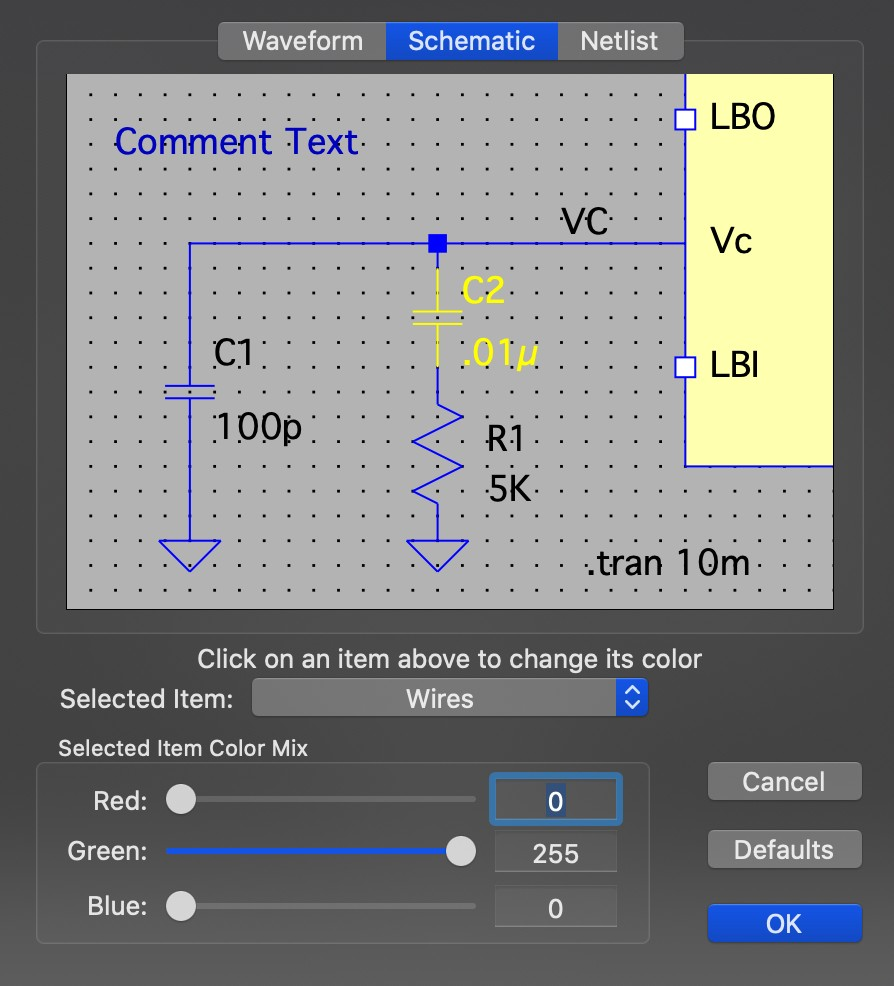 Waveform Schematic Netlist
Comment Text
LBO
VC
Vc
C2
.01µ
C1
LBI
100p
R1
5K
.tran 10m
Click on an item above to change its color
Selected Item: Wires
Selected Item Color Mix
Red: 0
Cancel
Green: 255
Defaults
Blue: 0
OK